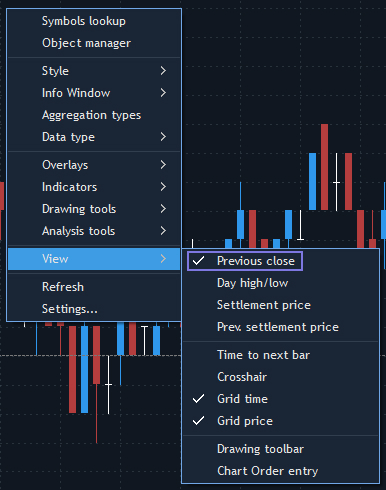 Symbols lookup
Object manager
Style
Info Window
Aggregation types
Data type
Overlays
Indicators
Drawing tools
Analysis tools
View
Refresh
Settings...
Previous close
Day high/low
Settlement price
Prev. settlement price
Time to next bar
Crosshair
Grid time
Grid price
Drawing toolbar
Chart Order entry